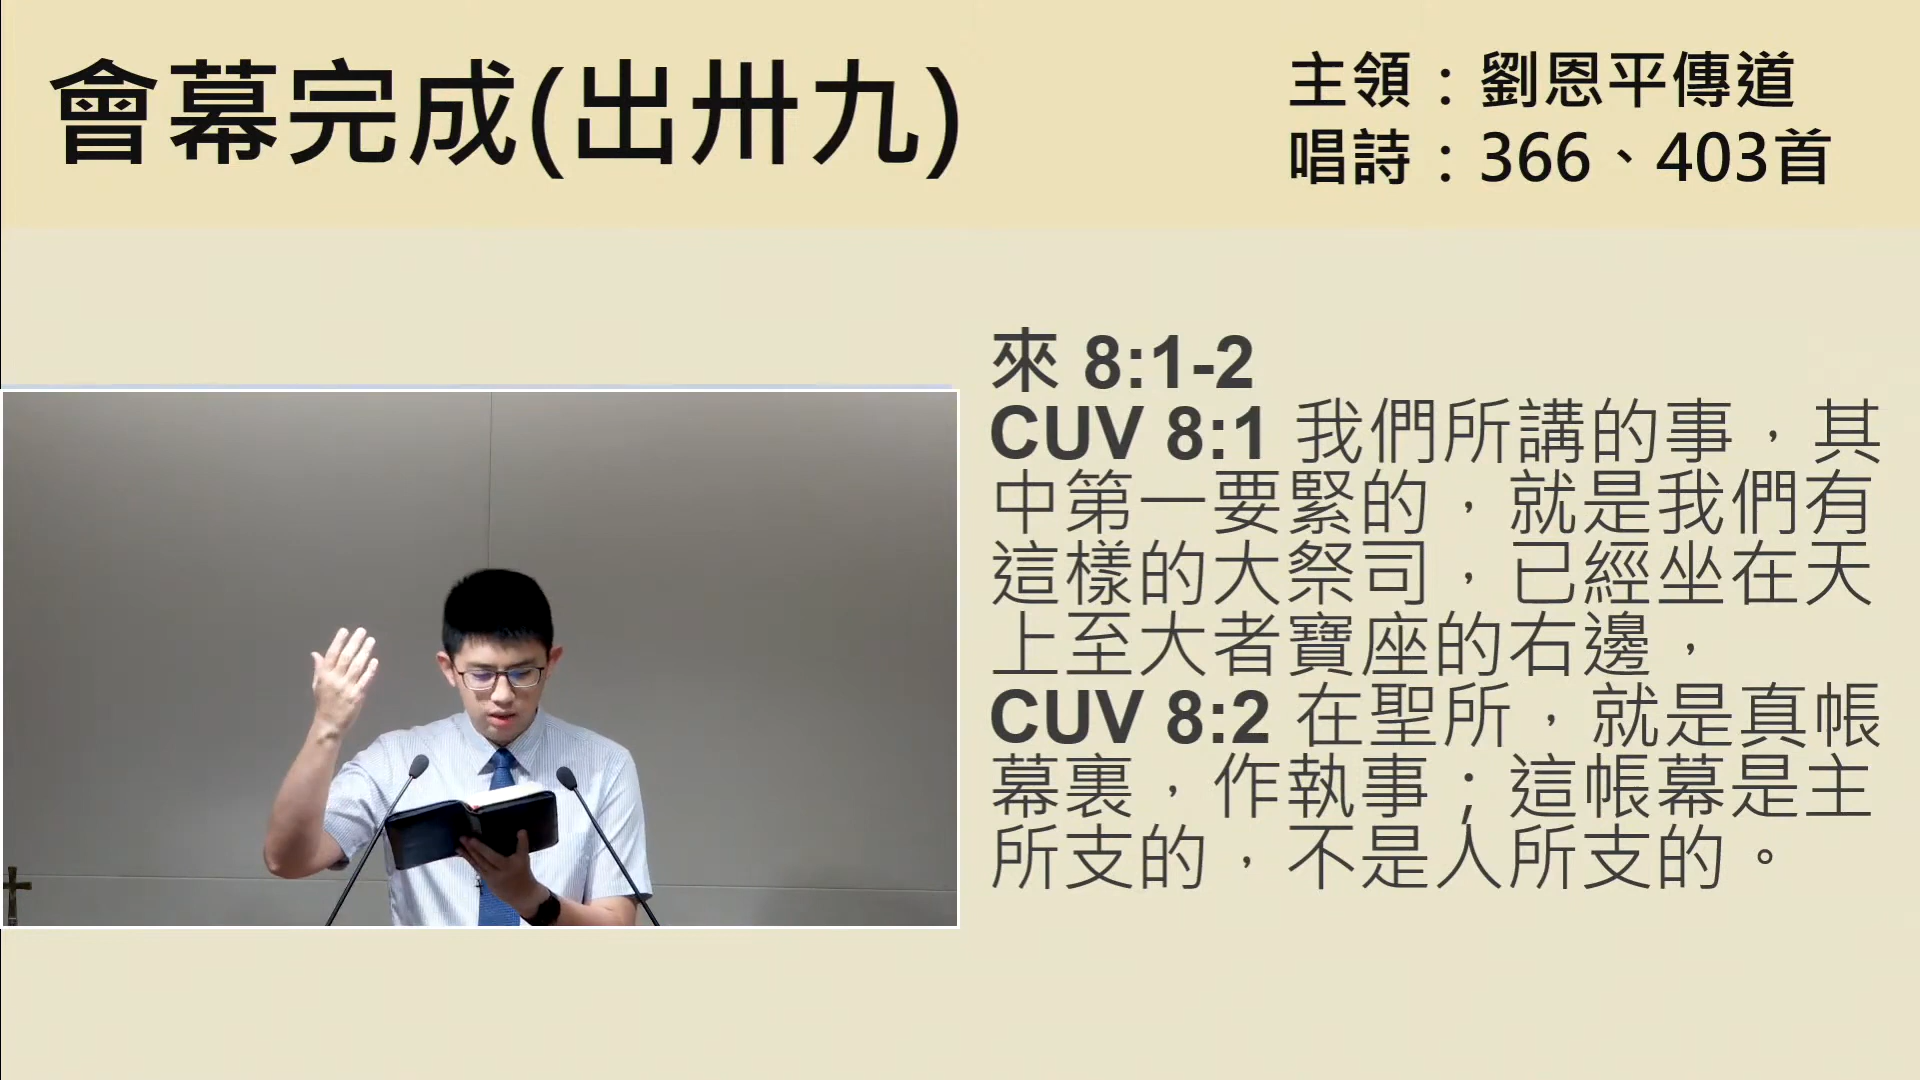 會幕完成(出卅九)
主領：劉恩平傳道
唱詩：366、403首
來 8:1-2
CUV 8:1 我們所講的事，其
中第一要緊的，就是我們有
這樣的大祭司，已經坐在天
上至大者寶座的右邊，
CUV 8:2 在聖所，就是真帳
幕裏，作執事；這帳幕是主
所支的，不是人所支的。